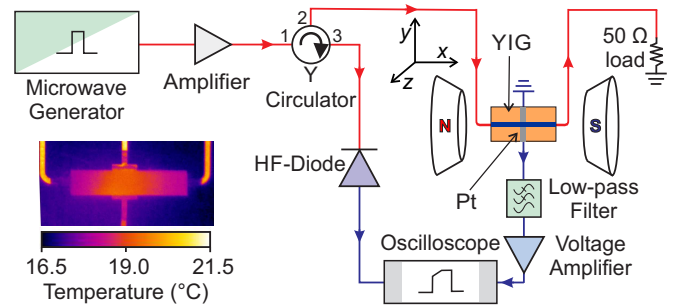 Microwave
Generator
Amplifier
1
2
3
Y
Circulator
y
x
z
YIG
50 Ω
load
N
S
Pt
HF-Diode
Low-pass
Filter
Voltage
Amplifier
Oscilloscope
16.5 19.0 21.5
Temperature (°C)